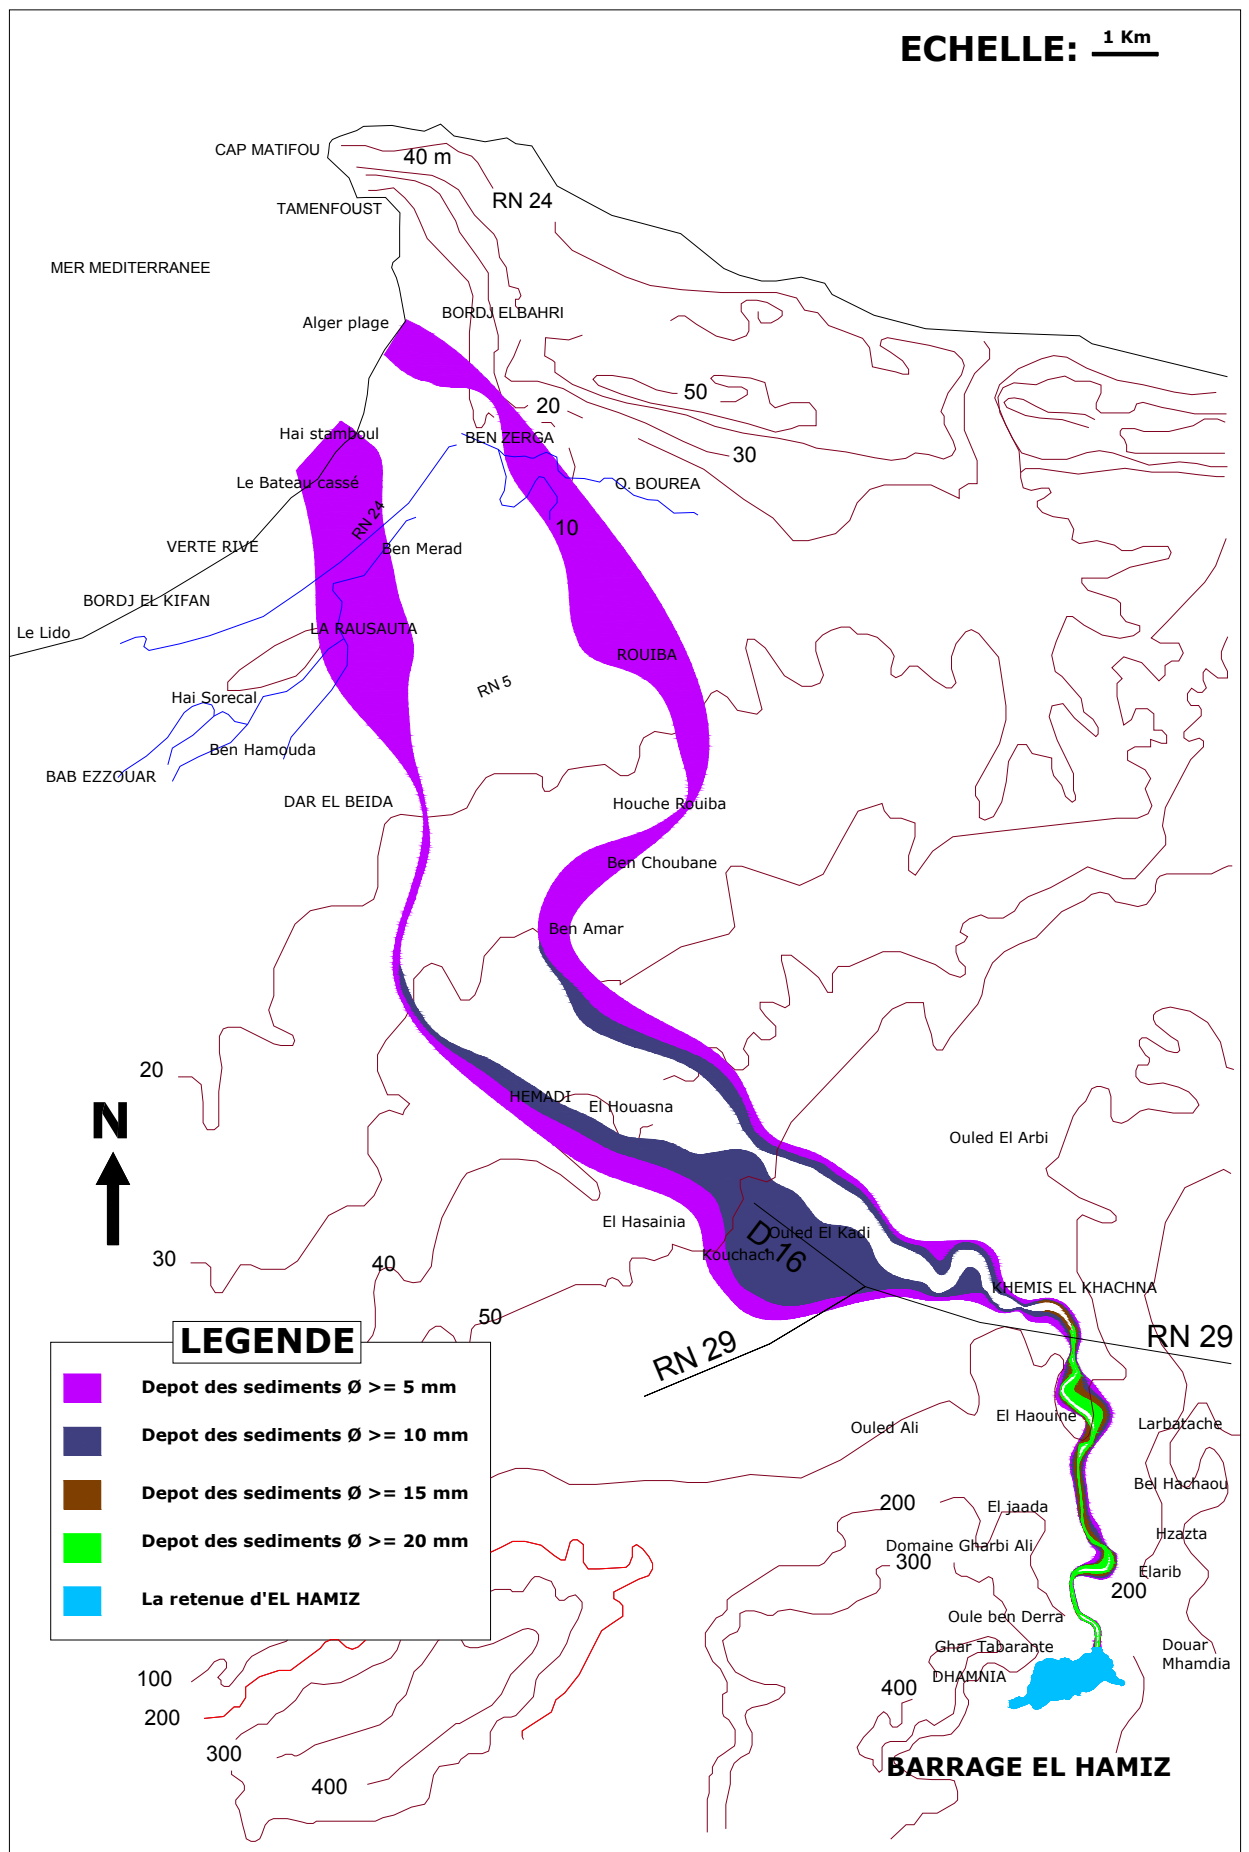 ECHELLE: 1 Km
CAP MATIFOU
40 m
RN 24
TAMENFOUST
MER MEDITERRANEE
Alger plage
BORDJ ELBAHRI
50
20
Hai stamboul
BEN ZERGA
30
Le Bateau cassé
O. BOUREA
RN 24
10
VERTE RIVE
Ben Merad
BORDJ EL KIFAN
Le Lido
LA RAUSAUTA
ROUIBA
RN 5
Hai Sorecal
Ben Hamouda
BAB EZZOUAR
DAR EL BEIDA
Houche Rouiba
Ben Choubane
Ben Amar
20
N
HEMADI
El Houasna
Ouled El Arbi
El Hasainia
Ouled El Kadi
D.16
Kouchach
30
40
KHEMIS EL KHACHNA
50
RN 29
RN 29
LEGENDE
Depot des sediments Ø >= 5 mm
Depot des sediments Ø >= 10 mm
Depot des sediments Ø >= 15 mm
Depot des sediments Ø >= 20 mm
La retenue d'EL HAMIZ
El Haouine
Larbatache
Ouled Ali
Bel Hachaou
200
El jaada
Hzazta
Domaine Gharbi Ali
300
Elarib
200
Oule ben Derra
Ghar Tabarante
Douar
Mhamdia
DHAMNIA
400
100
200
300
400
BARRAGE EL HAMIZ